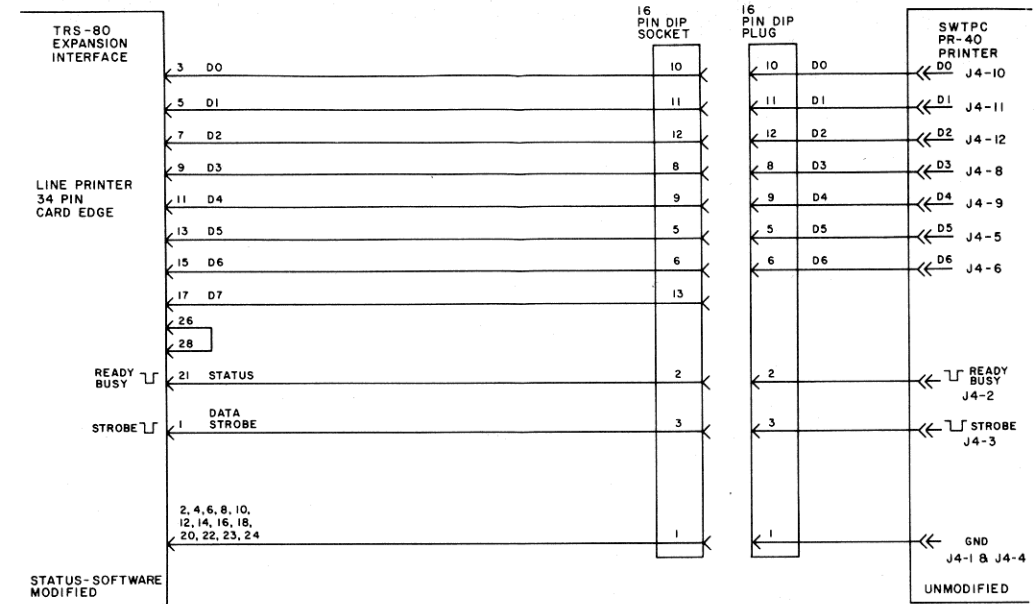 TRS-80
EXPANSION
INTERFACE
16
PIN DIP
SOCKET
16
PIN DIP
PLUG
SWTPC
PR-40
PRINTER
3 D0 10 10 D0 D0 J4-10
5 D1 11 11 D1 D1 J4-11
7 D2 12 12 D2 D2 J4-12
9 D3 8 8 D3 D3 J4-8
LINE PRINTER
34 PIN
CARD EDGE
11 D4 9 9 D4 D4 J4-9
13 D5 5 5 D5 D5 J4-5
15 D6 6 6 D6 D6 J4-6
17 D7 13
26
28
READY
BUSY
21 STATUS 2 2
READY
BUSY
J4-2
STROBE
1
DATA
STROBE
3 3
STROBE
J4-3
2, 4, 6, 8, 10,
12, 14, 16, 18,
20, 22, 23, 24
1 1
GND
J4-1 & J4-4
STATUS-SOFTWARE
MODIFIED
UNMODIFIED